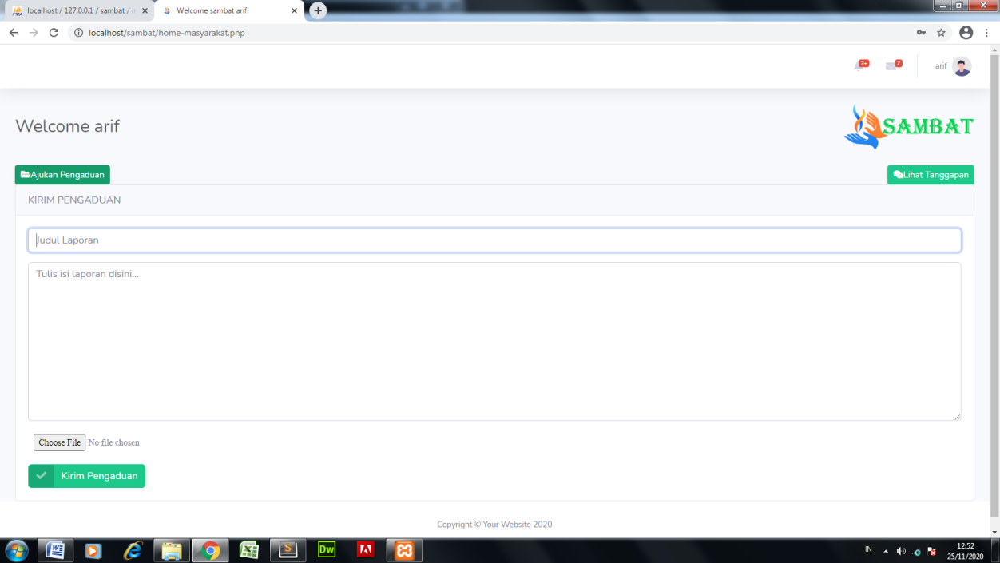 localhost / 127.0.0.1 / sambat /
Welcome sambat arif
localhost/sambat/home-masyarakat.php
3+
7
arif
Welcome arif
SAMBAT
Ajukan Pengaduan
Lihat Tanggapan
KIRIM PENGADUAN
Judul Laporan
Tulis isi laporan disini...
Choose File No file chosen
Kirim Pengaduan
Copyright © Your Website 2020
Dw
IN
12:52
25/11/2020